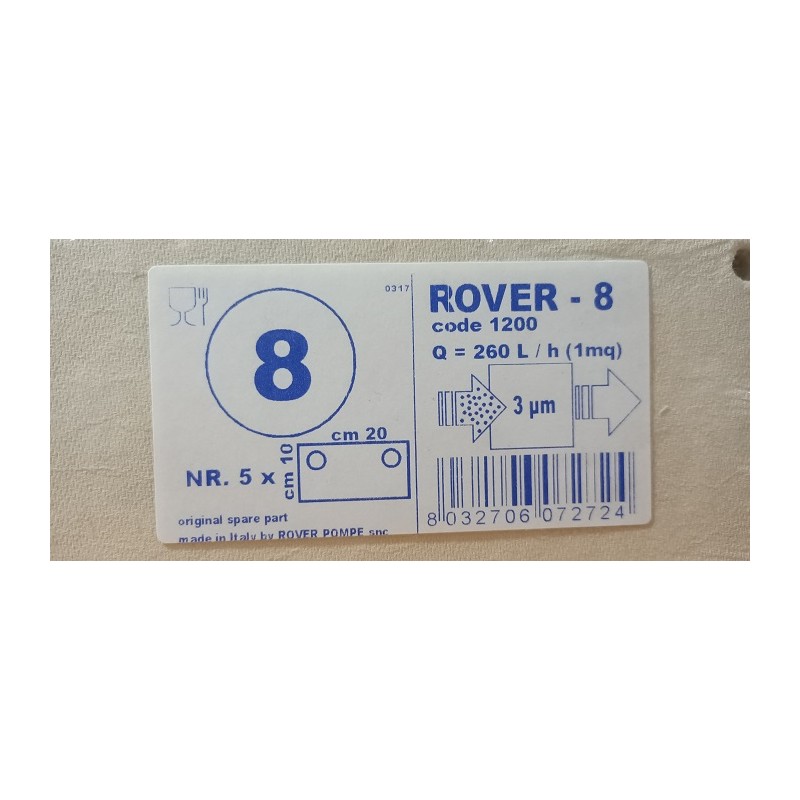 0317
8
cm 20
cm 10
NR. 5 x
original spare part
made in Italy by ROVER POMPE snc
ROVER - 8
code 1200
Q = 260 L / h (1mq)
3 µm
8 032706 072724